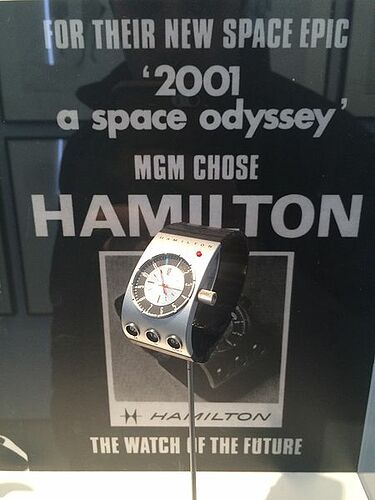 FOR THEIR NEW SPACE EPIC
'2001
a space odyssey'
MGM CHOSE
HAMILTON
HAMILTON
HAMILTON
THE WATCH OF THE FUTURE